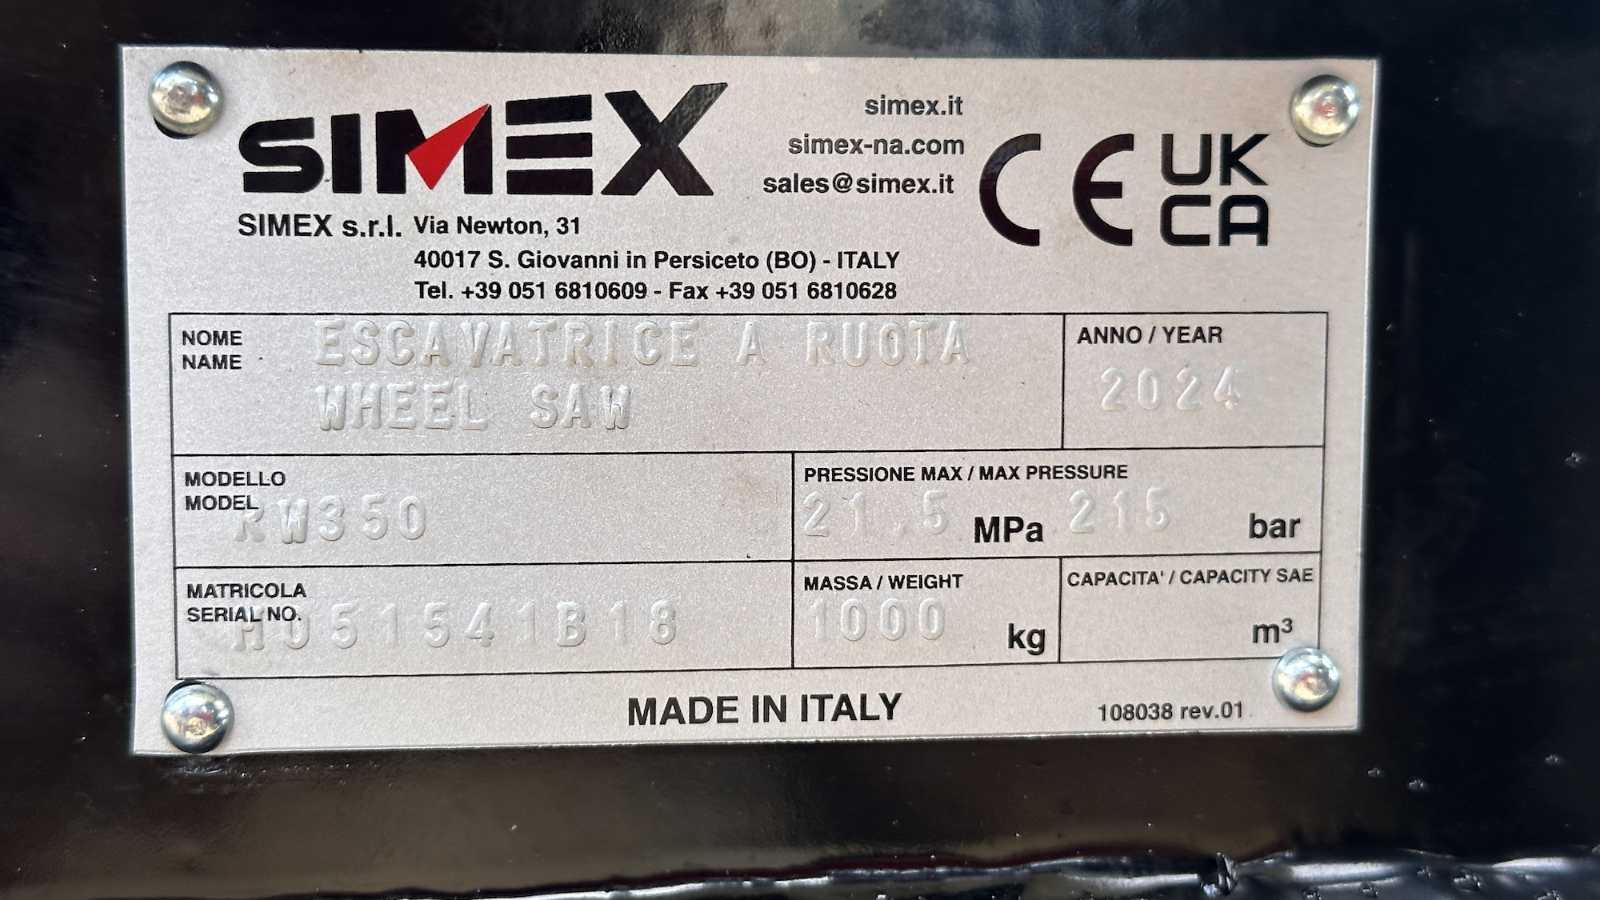 SIMEX
simex.it
simex-na.com
sales@simex.it
CE
UK
CA
SIMEX s.r.l. Via Newton, 31
40017 S. Giovanni in Persiceto (BO) - ITALY
Tel. +39 051 6810609 - Fax +39 051 6810628
NOME
NAME
ESCAVATRICE A RUOTA
WHEEL SAW
ANNO / YEAR
2024
MODELLO
MODEL
RW350
PRESSIONE MAX / MAX PRESSURE
21.5 MPa 215 bar
MATRICOLA
SERIAL NO.
M051541B18
MASSA / WEIGHT
1000 kg
CAPACITA' / CAPACITY SAE
m³
MADE IN ITALY
108038 rev.01